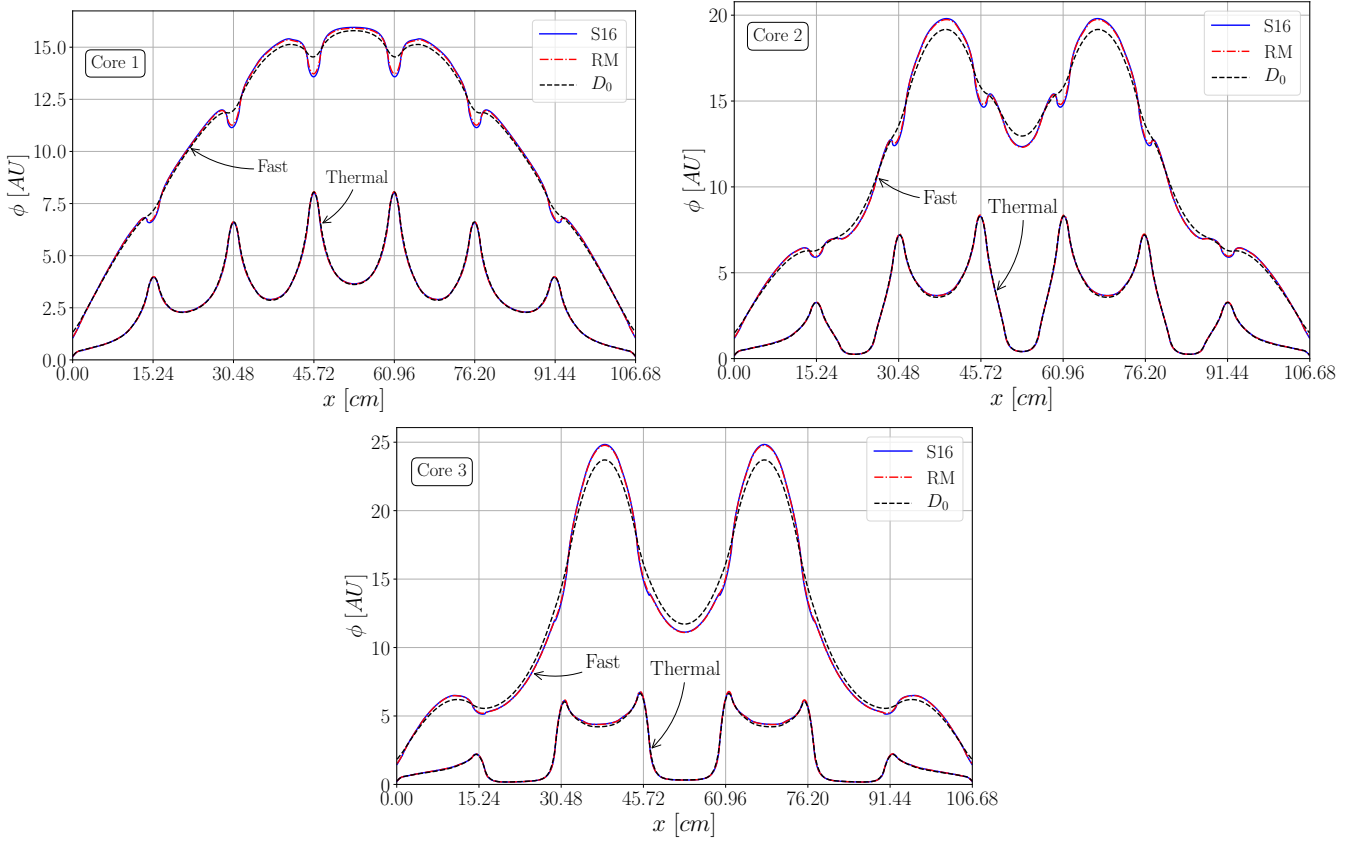 Core 1
S16
RM
D₀
Fast
Thermal
ϕ [AU]
15.0
12.5
10.0
7.5
5.0
2.5
0.0
0.00 15.24 30.48 45.72 60.96 76.20 91.44 106.68
x [cm]
Core 2
S16
RM
D₀
Fast
Thermal
ϕ [AU]
20
15
10
5
0
0.00 15.24 30.48 45.72 60.96 76.20 91.44 106.68
x [cm]
Core 3
S16
RM
D₀
Fast
Thermal
ϕ [AU]
25
20
15
10
5
0
0.00 15.24 30.48 45.72 60.96 76.20 91.44 106.68
x [cm]